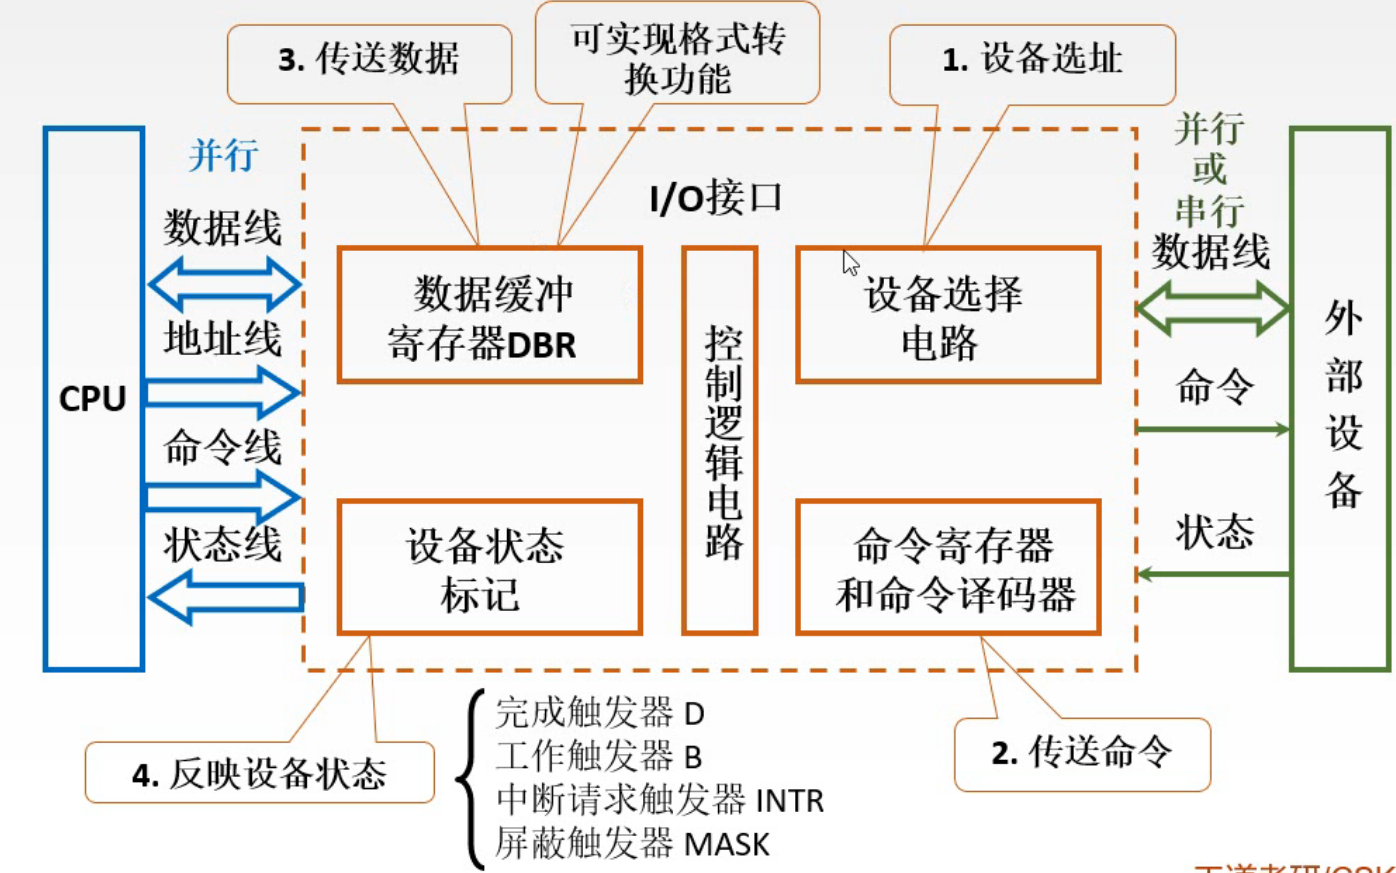 3. 传送数据
可实现格式转
换功能
1. 设备选址
并行
数据线
地址线
命令线
状态线
CPU
I/O接口
数据缓冲
寄存器DBR
控制逻辑电路
设备选择
电路
设备状态
标记
命令寄存器
和命令译码器
并行
或
串行
数据线
命令
状态
外部设备
4. 反映设备状态
完成触发器 D
工作触发器 B
中断请求触发器 INTR
屏蔽触发器 MASK
2. 传送命令